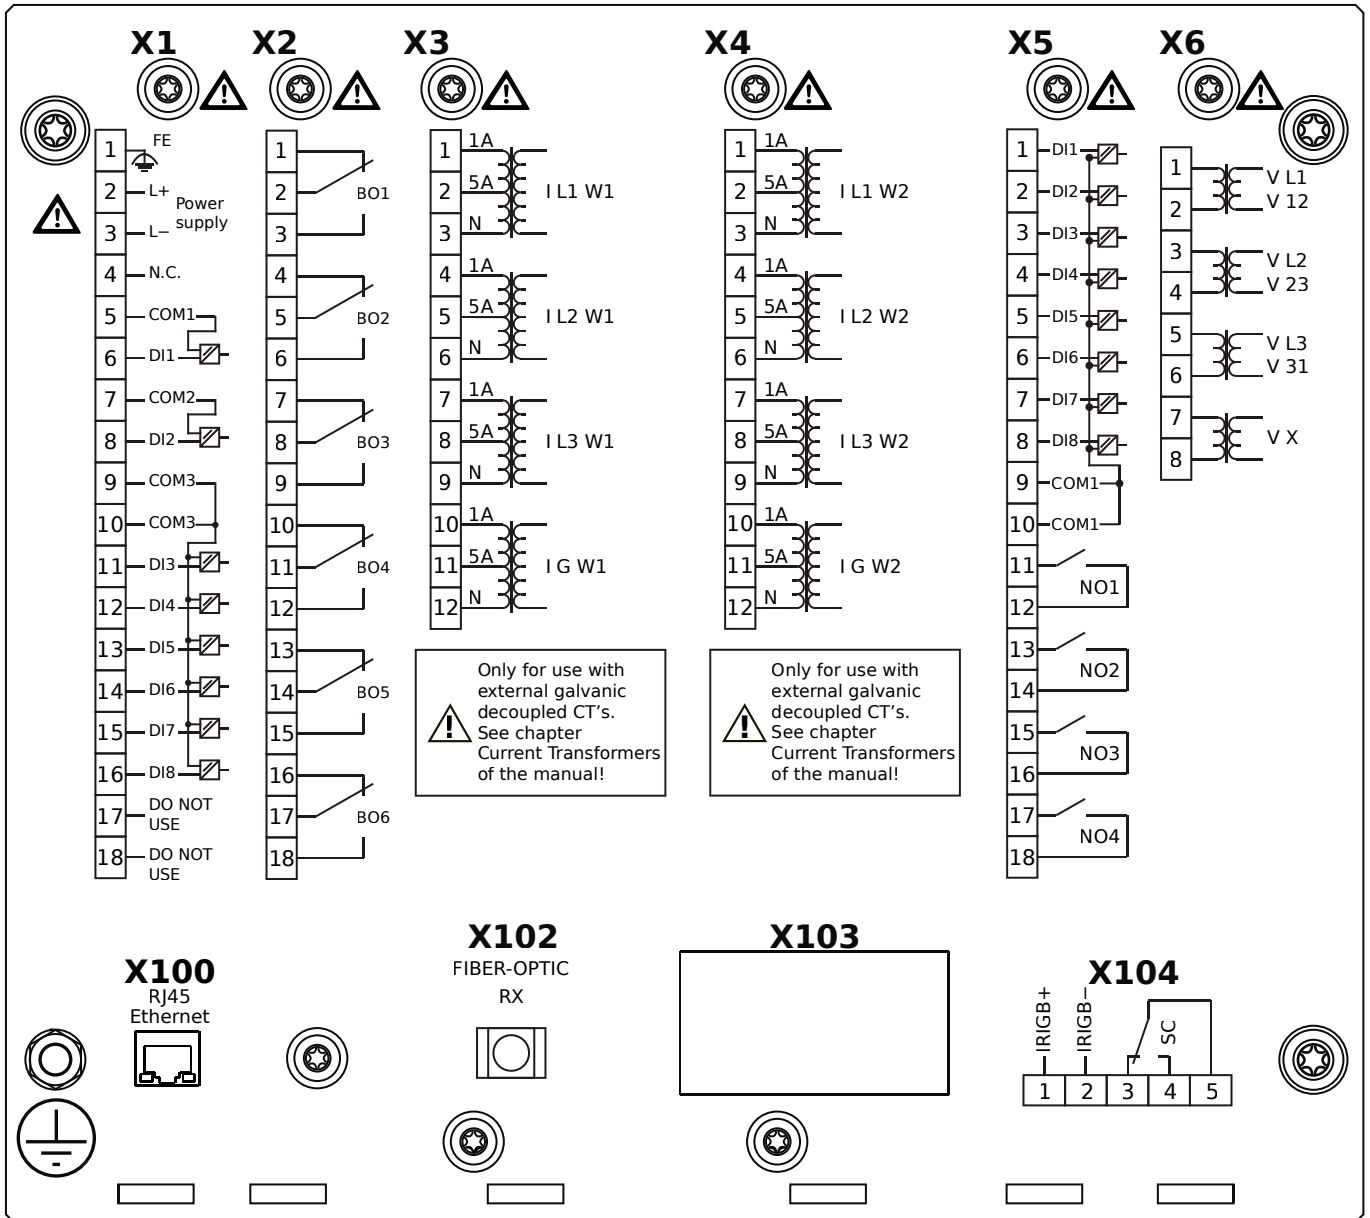 X1 X2 X3 X4 X5 X6
1 FE
2 L+
Power
supply
3 L−
4 N.C.
5 COM1
6 DI1
7 COM2
8 DI2
9 COM3
10 COM3
11 DI3
12 DI4
13 DI5
14 DI6
15 DI7
16 DI8
17 DO NOT
USE
18 DO NOT
USE
1
2 BO1
3
4
5 BO2
6
7
8 BO3
9
10
11 BO4
12
13
14 BO5
15
16
17 BO6
18
1 1A
2 5A I L1 W1
3 N
4 1A
5 5A I L2 W1
6 N
7 1A
8 5A I L3 W1
9 N
10 1A
11 5A I G W1
12 N
Only for use with
external galvanic
decoupled CT's.
See chapter
Current Transformers
of the manual!
1 1A
2 5A I L1 W2
3 N
4 1A
5 5A I L2 W2
6 N
7 1A
8 5A I L3 W2
9 N
10 1A
11 5A I G W2
12 N
Only for use with
external galvanic
decoupled CT's.
See chapter
Current Transformers
of the manual!
1 DI1
2 DI2
3 DI3
4 DI4
5 DI5
6 DI6
7 DI7
8 DI8
9 COM1
10 COM1
11
NO1
12
13
NO2
14
15
NO3
16
17
NO4
18
1 V L1
2 V 12
3 V L2
4 V 23
5 V L3
6 V 31
7
V X
8
X100
RJ45
Ethernet
X102
FIBER-OPTIC
RX
X103
X104
IRIGB+
IRIGB−
SC
1 2 3 4 5